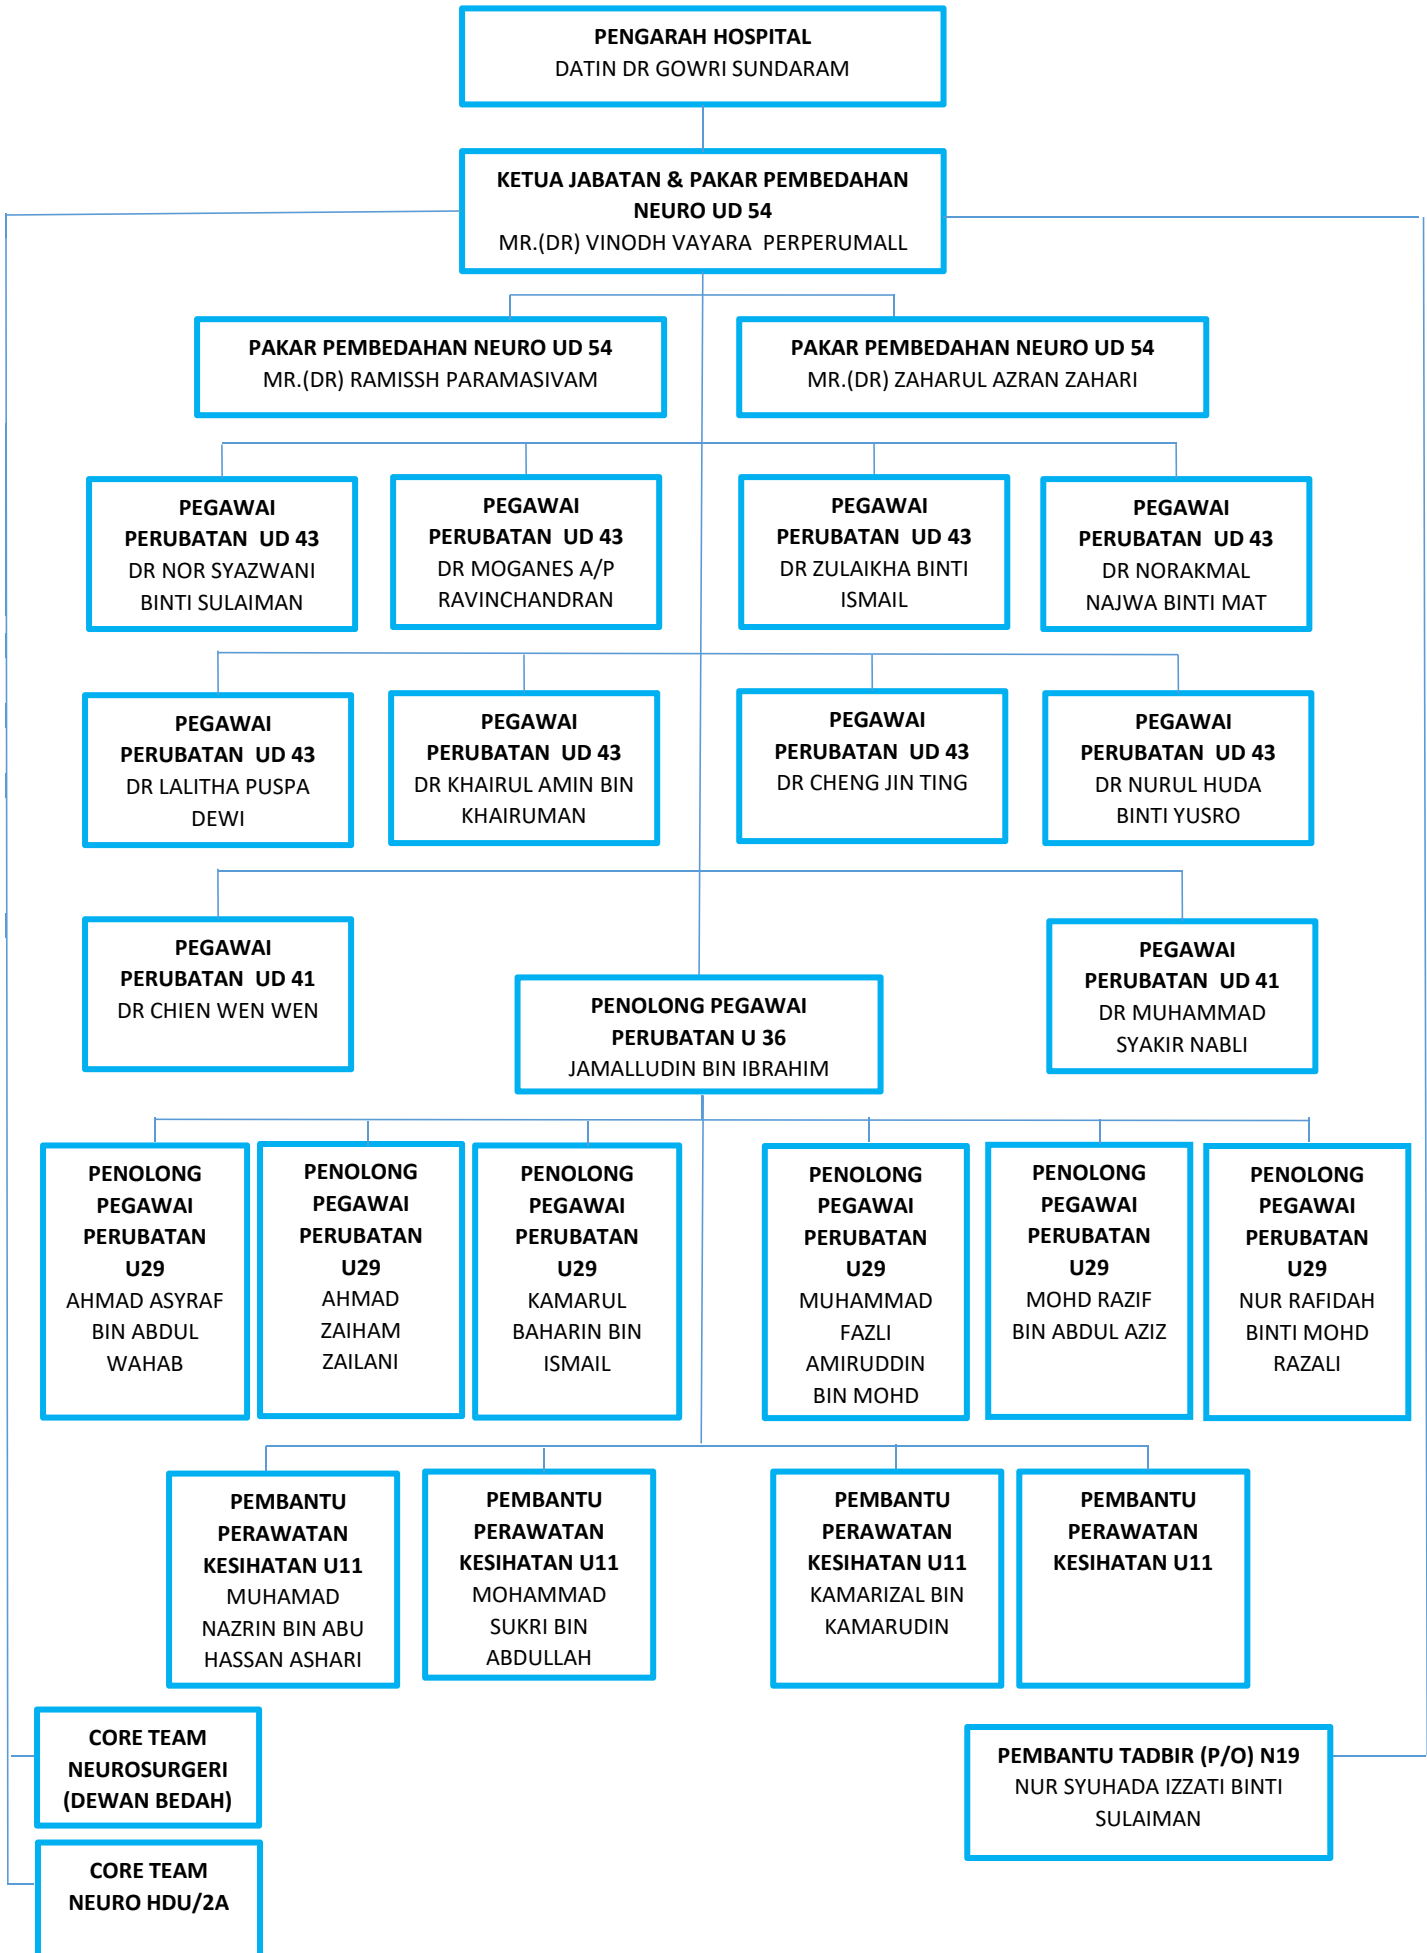 PENGARAH HOSPITAL
DATIN DR GOWRI SUNDARAM
KETUA JABATAN & PAKAR PEMBEDAHAN
NEURO UD 54
MR.(DR) VINODH VAYARA  PERPERUMALL
PAKAR PEMBEDAHAN NEURO UD 54
MR.(DR) RAMISSH PARAMASIVAM
PAKAR PEMBEDAHAN NEURO UD 54
MR.(DR) ZAHARUL AZRAN ZAHARI
PEGAWAI
PERUBATAN  UD 43
DR NOR SYAZWANI
BINTI SULAIMAN
PEGAWAI
PERUBATAN  UD 43
DR MOGANES A/P
RAVINCHANDRAN
PEGAWAI
PERUBATAN  UD 43
DR ZULAIKHA BINTI
ISMAIL
PEGAWAI
PERUBATAN  UD 43
DR NORAKMAL
NAJWA BINTI MAT
PEGAWAI
PERUBATAN  UD 43
DR LALITHA PUSPA
DEWI
PEGAWAI
PERUBATAN  UD 43
DR KHAIRUL AMIN BIN
KHAIRUMAN
PEGAWAI
PERUBATAN  UD 43
DR CHENG JIN TING
PEGAWAI
PERUBATAN  UD 43
DR NURUL HUDA
BINTI YUSRO
PEGAWAI
PERUBATAN  UD 41
DR CHIEN WEN WEN
PEGAWAI
PERUBATAN  UD 41
DR MUHAMMAD
SYAKIR NABLI
PENOLONG PEGAWAI
PERUBATAN U 36
JAMALLUDIN BIN IBRAHIM
PENOLONG
PEGAWAI
PERUBATAN
U29
AHMAD ASYRAF
BIN ABDUL
WAHAB
PENOLONG
PEGAWAI
PERUBATAN
U29
AHMAD
ZAIHAM
ZAILANI
PENOLONG
PEGAWAI
PERUBATAN
U29
KAMARUL
BAHARIN BIN
ISMAIL
PENOLONG
PEGAWAI
PERUBATAN
U29
MUHAMMAD
FAZLI
AMIRUDDIN
BIN MOHD
PENOLONG
PEGAWAI
PERUBATAN
U29
MOHD RAZIF
BIN ABDUL AZIZ
PENOLONG
PEGAWAI
PERUBATAN
U29
NUR RAFIDAH
BINTI MOHD
RAZALI
PEMBANTU
PERAWATAN
KESIHATAN U11
MUHAMAD
NAZRIN BIN ABU
HASSAN ASHARI
PEMBANTU
PERAWATAN
KESIHATAN U11
MOHAMMAD
SUKRI BIN
ABDULLAH
PEMBANTU
PERAWATAN
KESIHATAN U11
KAMARIZAL BIN
KAMARUDIN
PEMBANTU
PERAWATAN
KESIHATAN U11
CORE TEAM
NEUROSURGERI
(DEWAN BEDAH)
PEMBANTU TADBIR (P/O) N19
NUR SYUHADA IZZATI BINTI
SULAIMAN
CORE TEAM
NEURO HDU/2A